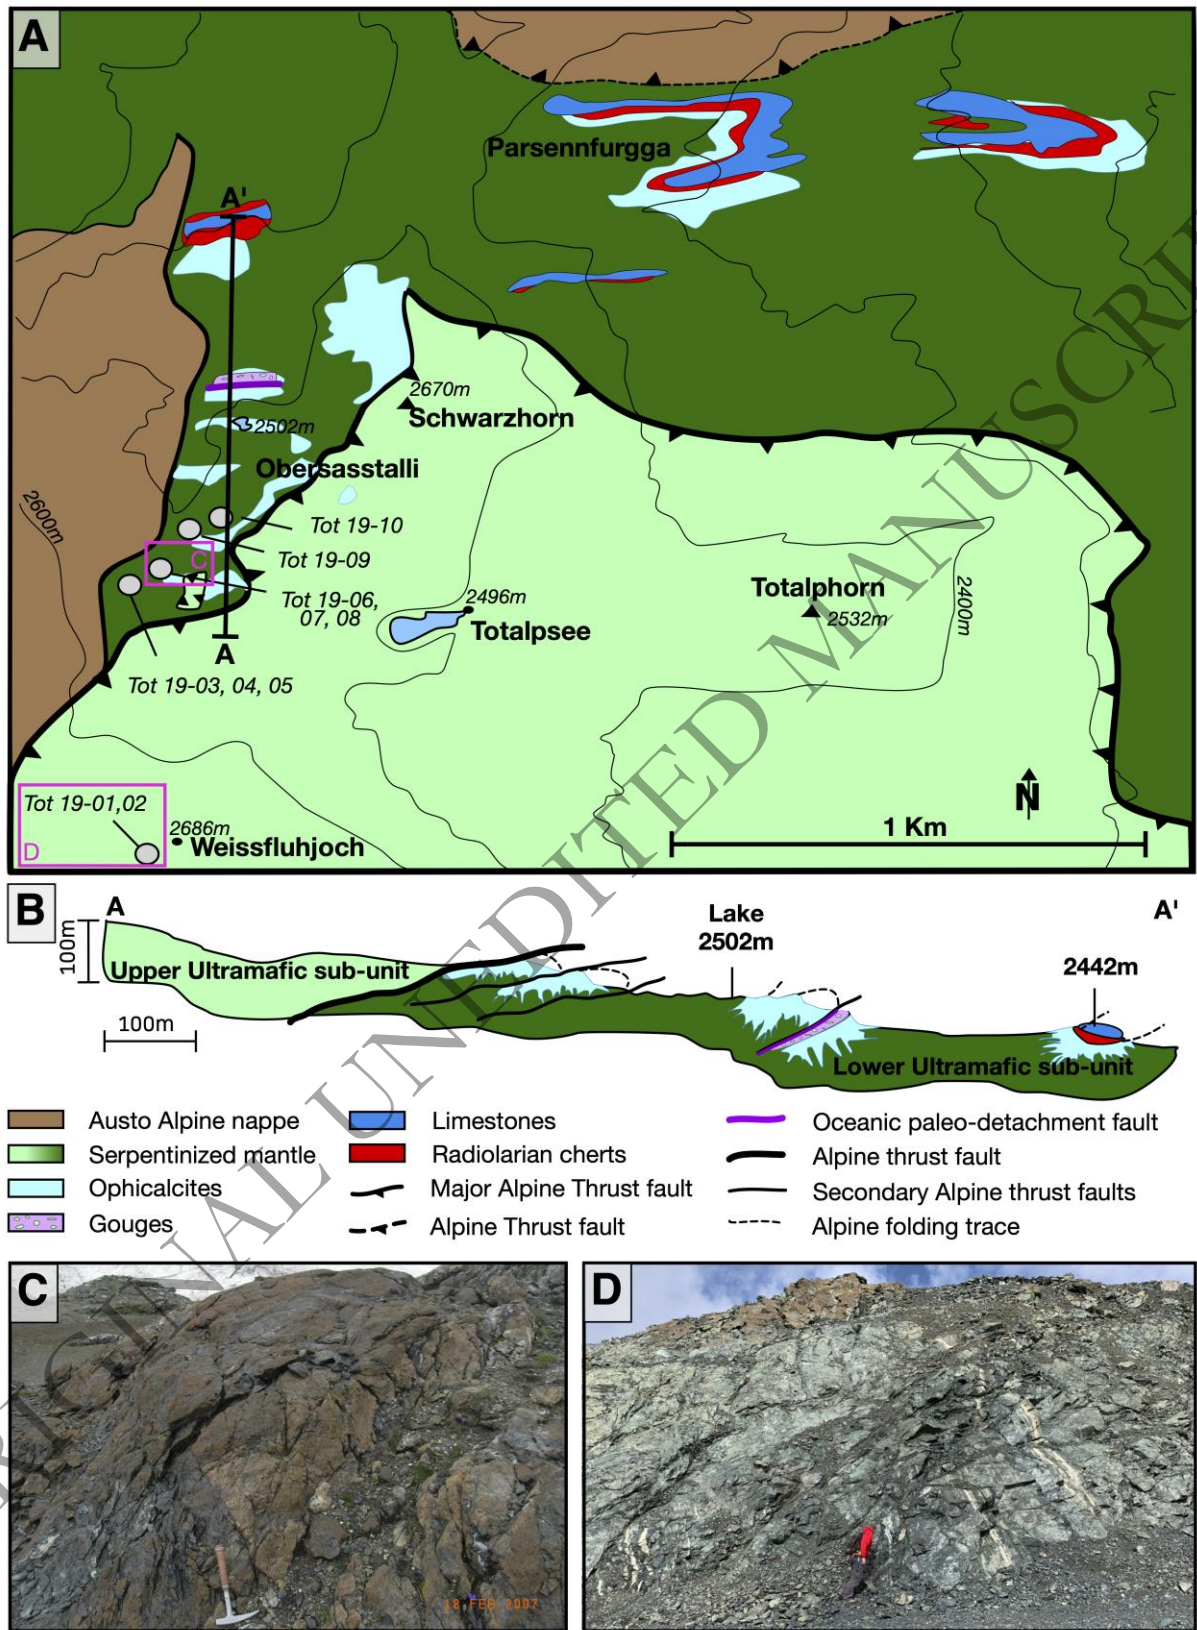 A
Parsennfurgga
A'
2670m
Schwarzhorn
2502m
Obersasstalli
2600m
Tot 19-10
C
Tot 19-09
Tot 19-06,
07, 08
2496m
Totalpsee
Totalphorn
2532m
2400m
A
Tot 19-03, 04, 05
N
Tot 19-01,02
1 Km
2686m
Weissfluhjoch
D
B
A
Lake
2502m
A'
100m
Upper Ultramafic sub-unit
2442m
100m
Lower Ultramafic sub-unit
Austo Alpine nappe
Limestones
Oceanic paleo-detachment fault
Serpentinized mantle
Radiolarian cherts
Alpine thrust fault
Ophicalcites
Major Alpine Thrust fault
Secondary Alpine thrust faults
Gouges
Alpine Thrust fault
Alpine folding trace
C
D
18 FEB 2007
UNEDITED MANUSCRI